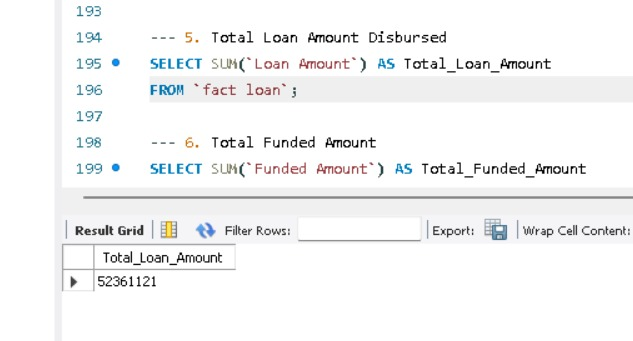 193
194 --- 5. Total Loan Amount Disbursed
195 SELECT SUM(`Loan Amount`) AS Total_Loan_Amount
196 FROM `fact loan`;
197
198 --- 6. Total Funded Amount
199 SELECT SUM(`Funded Amount`) AS Total_Funded_Amount
Result Grid Filter Rows: Export: Wrap Cell Content:
Total_Loan_Amount
52361121